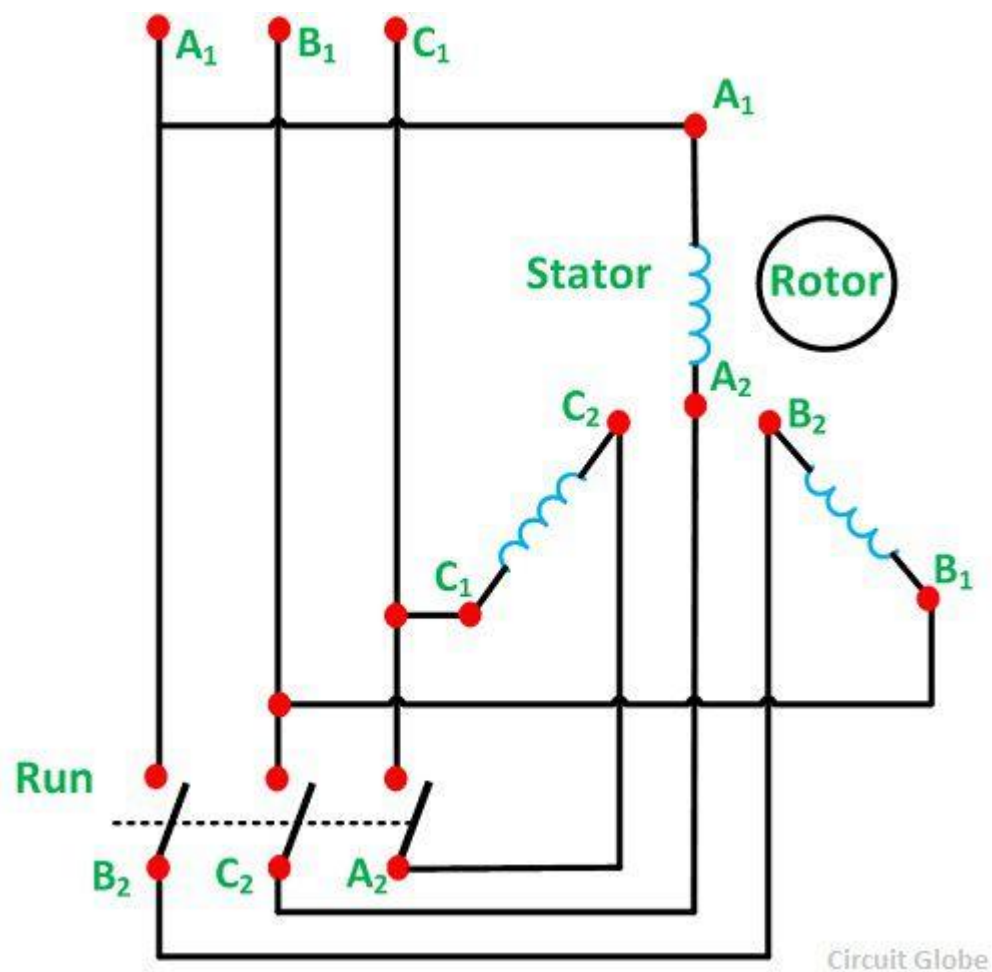 A₁ B₁ C₁
A₁
Stator
Rotor
A₂
C₂
B₂
C₁
B₁
Run
B₂ C₂ A₂
Circuit Globe